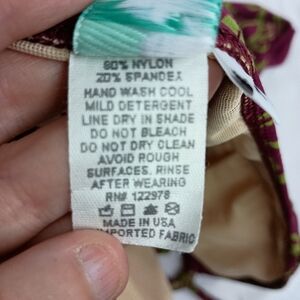 80% NYLON
20% SPANDEX
HAND WASH COOL
MILD DETERGENT
LINE DRY IN SHADE
DO NOT BLEACH
DO NOT DRY CLEAN
AVOID ROUGH
SURFACES. RINSE
AFTER WEARING
RN# 122978
MADE IN USA
IMPORTED FABRIC